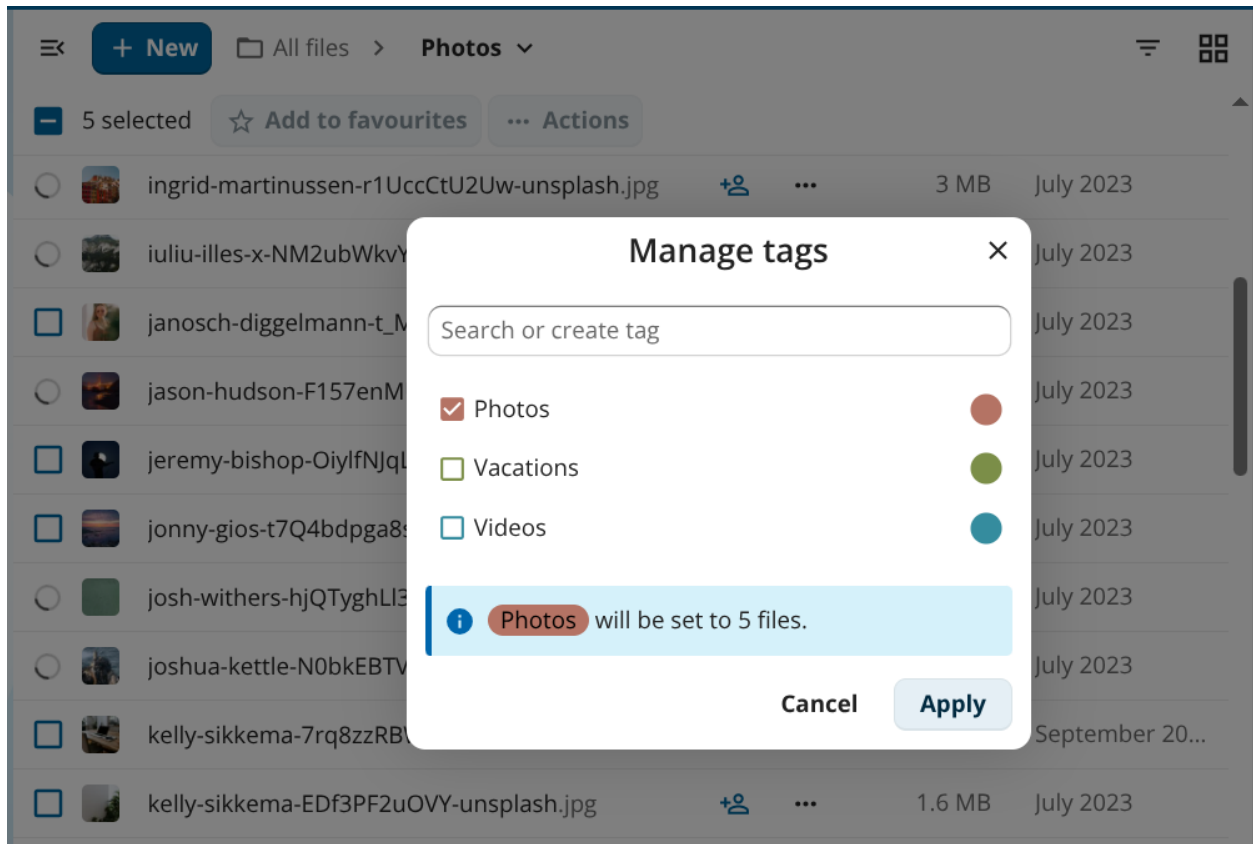 New All files Photos
5 selected Add to favourites Actions
ingrid-martinussen-r1UccCtU2Uw-unsplash.jpg 3 MB July 2023
iuliu-illes-x-NM2ubWkvY July 2023
janosch-diggelmann-t_M July 2023
jason-hudson-F157enM July 2023
jeremy-bishop-OiylfNJqL July 2023
jonny-gios-t7Q4bdpga8s July 2023
josh-withers-hjQTyghLl3 July 2023
joshua-kettle-N0bkEBTV July 2023
kelly-sikkema-7rq8zzRBW September 20...
kelly-sikkema-EDf3PF2uOVY-unsplash.jpg 1.6 MB July 2023
Manage tags
Search or create tag
Photos
Vacations
Videos
Photos will be set to 5 files.
Cancel Apply